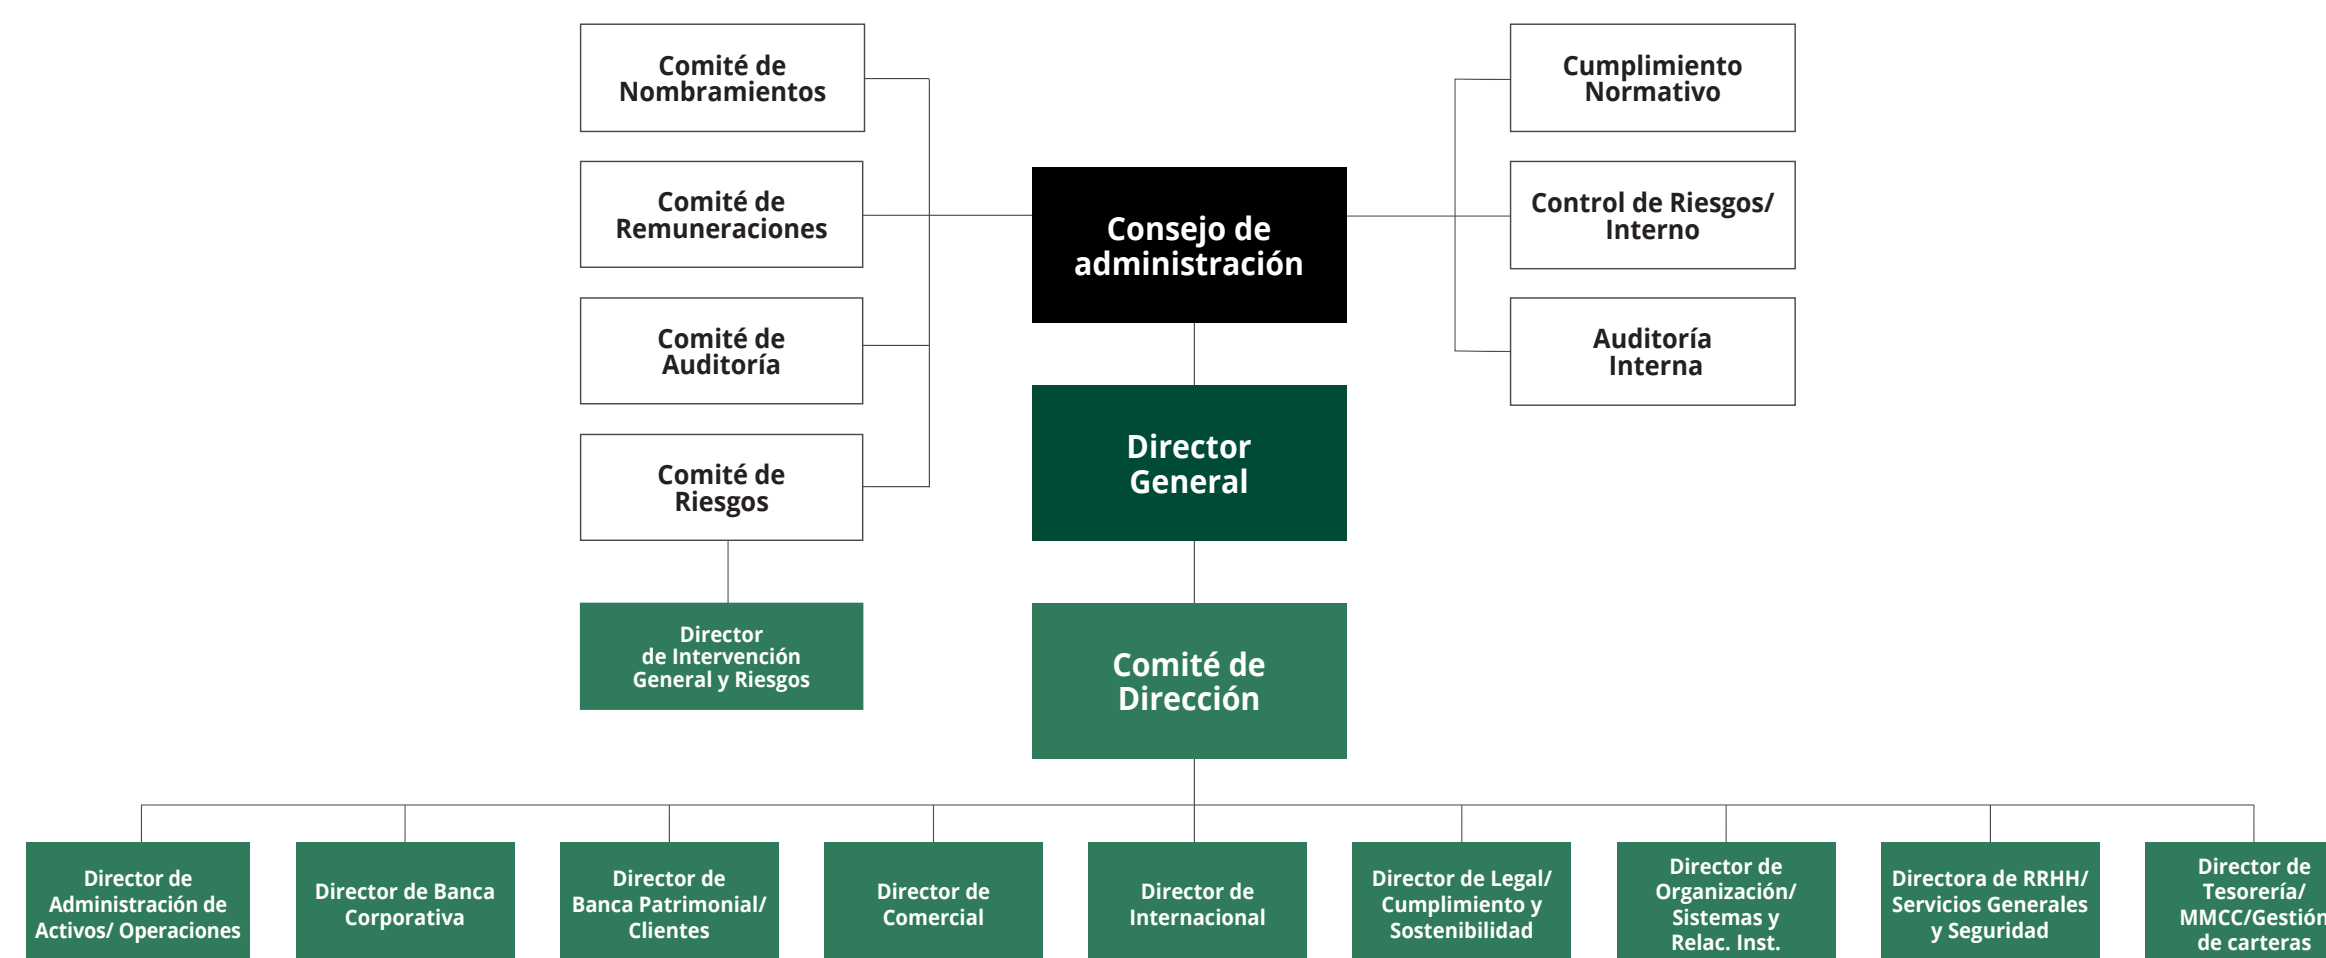 Comité de
Nombramientos
Cumplimiento
Normativo
Comité de
Remuneraciones
Consejo de
administración
Control de Riesgos/
Interno
Comité de
Auditoría
Auditoría
Interna
Director
General
Comité de
Riesgos
Director
de Intervención
General y Riesgos
Comité de
Dirección
Director de
Administración de
Activos/ Operaciones
Director de Banca
Corporativa
Director de
Banca Patrimonial/
Clientes
Director de
Comercial
Director de
Internacional
Director de Legal/
Cumplimiento y
Sostenibilidad
Director de
Organización/
Sistemas y
Relac. Inst.
Directora de RRHH/
Servicios Generales
y Seguridad
Director de
Tesorería/
MMCC/Gestión
de carteras